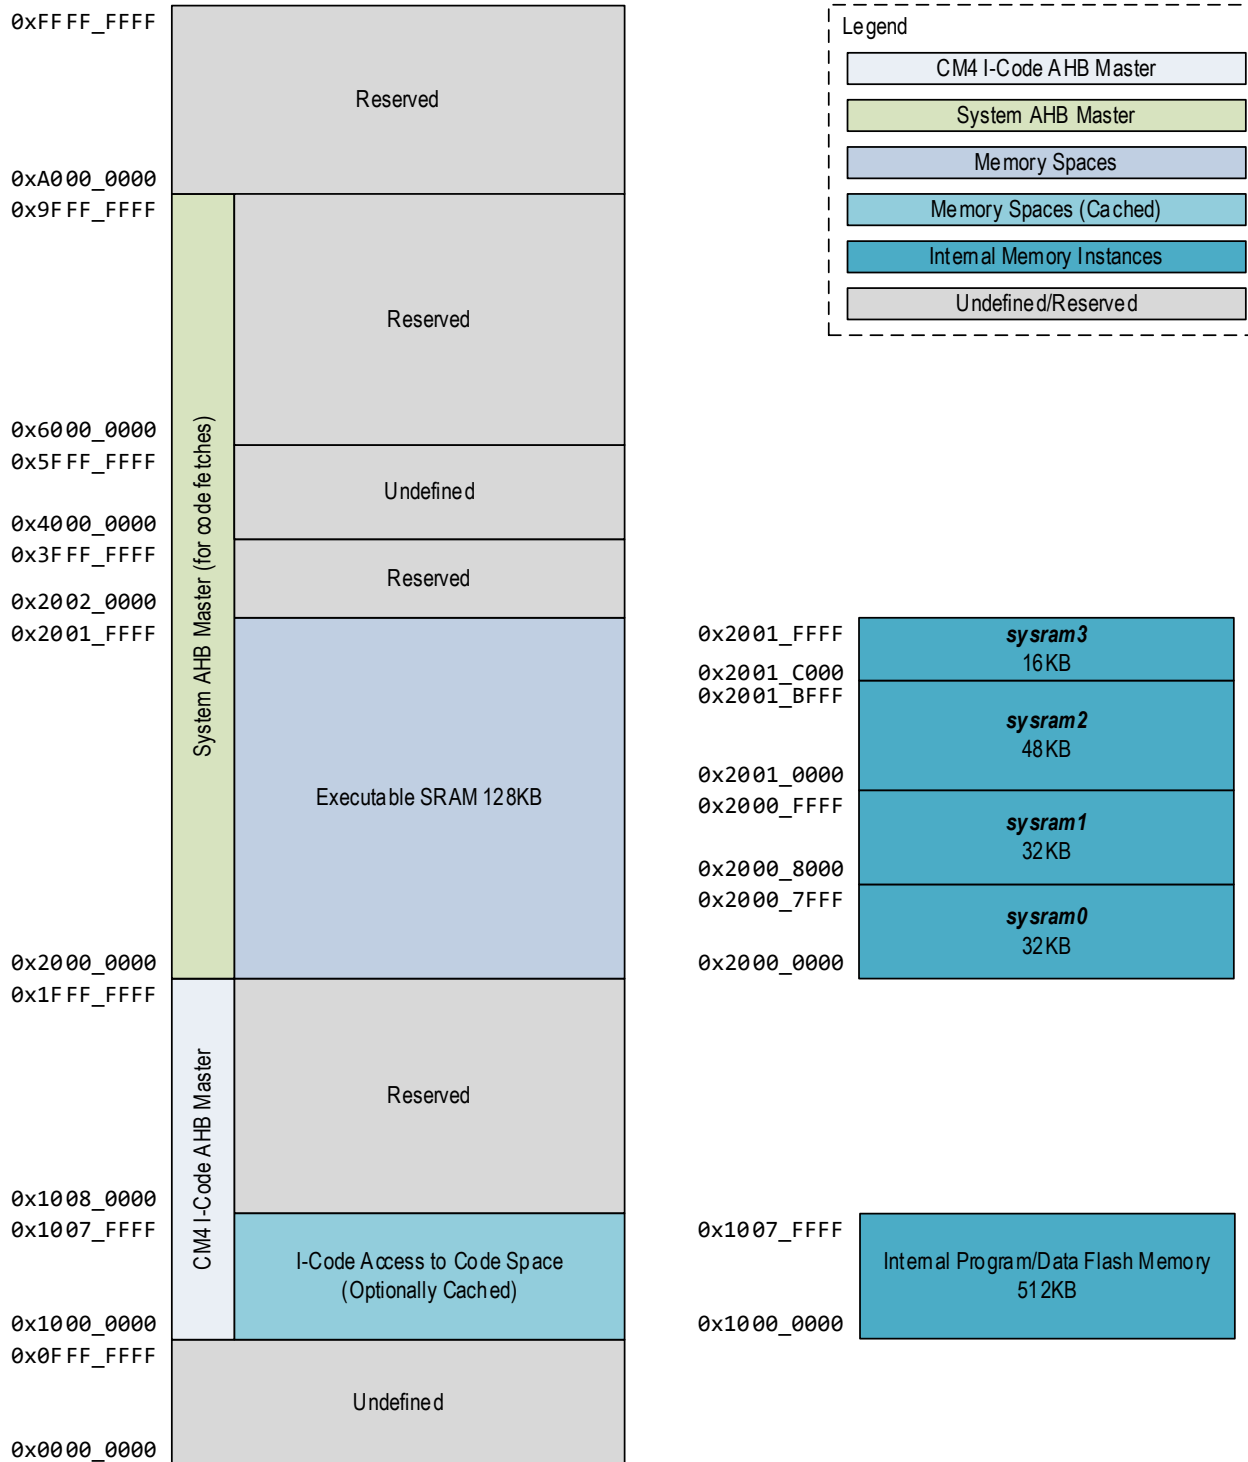 0xFFFF_FFFF
Reserved
0xA000_0000
0x9FFF_FFFF
Reserved
0x6000_0000
0x5FFF_FFFF
Undefined
0x4000_0000
0x3FFF_FFFF
Reserved
0x2002_0000
0x2001_FFFF
System AHB Master (for code fetches)
Executable SRAM 128KB
0x2000_0000
0x1FFF_FFFF
CM4 I-Code AHB Master
Reserved
0x1008_0000
0x1007_FFFF
I-Code Access to Code Space
(Optionally Cached)
0x1000_0000
0x0FFF_FFFF
Undefined
0x0000_0000
Legend
CM4 I-Code AHB Master
System AHB Master
Memory Spaces
Memory Spaces (Cached)
Internal Memory Instances
Undefined/Reserved
0x2001_FFFF
sysram3
16KB
0x2001_C000
0x2001_BFFF
sysram2
48KB
0x2001_0000
0x2000_FFFF
sysram1
32KB
0x2000_8000
0x2000_7FFF
sysram0
32KB
0x2000_0000
0x1007_FFFF
Internal Program/Data Flash Memory
512KB
0x1000_0000